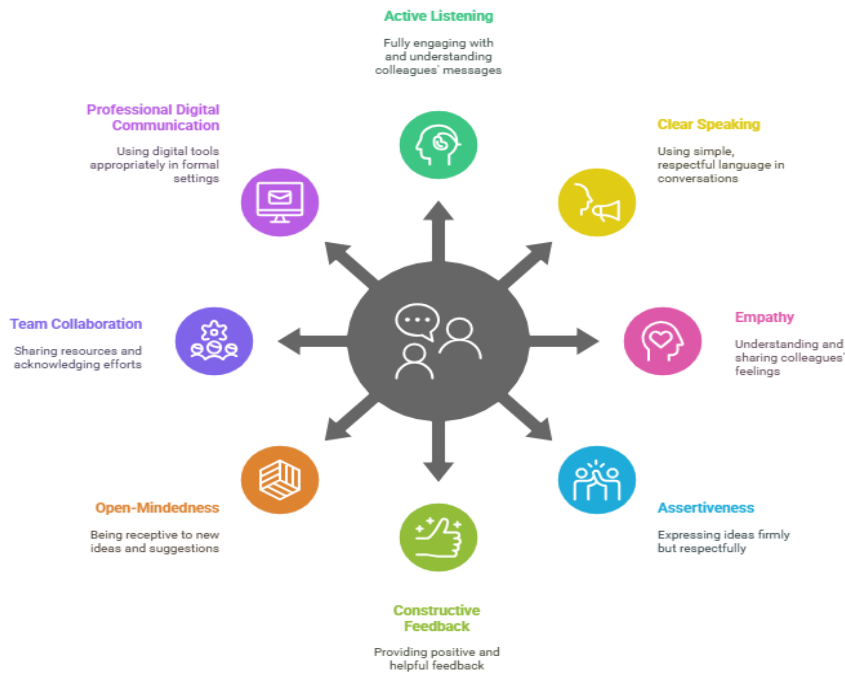 Active Listening
Fully engaging with
and understanding
colleagues' messages
Professional Digital
Communication
Using digital tools
appropriately in formal
settings
Clear Speaking
Using simple,
respectful language in
conversations
Team Collaboration
Sharing resources and
acknowledging efforts
Empathy
Understanding and
sharing colleagues'
feelings
Open-Mindedness
Being receptive to new
ideas and suggestions
Assertiveness
Expressing ideas firmly
but respectfully
Constructive
Feedback
Providing positive and
helpful feedback